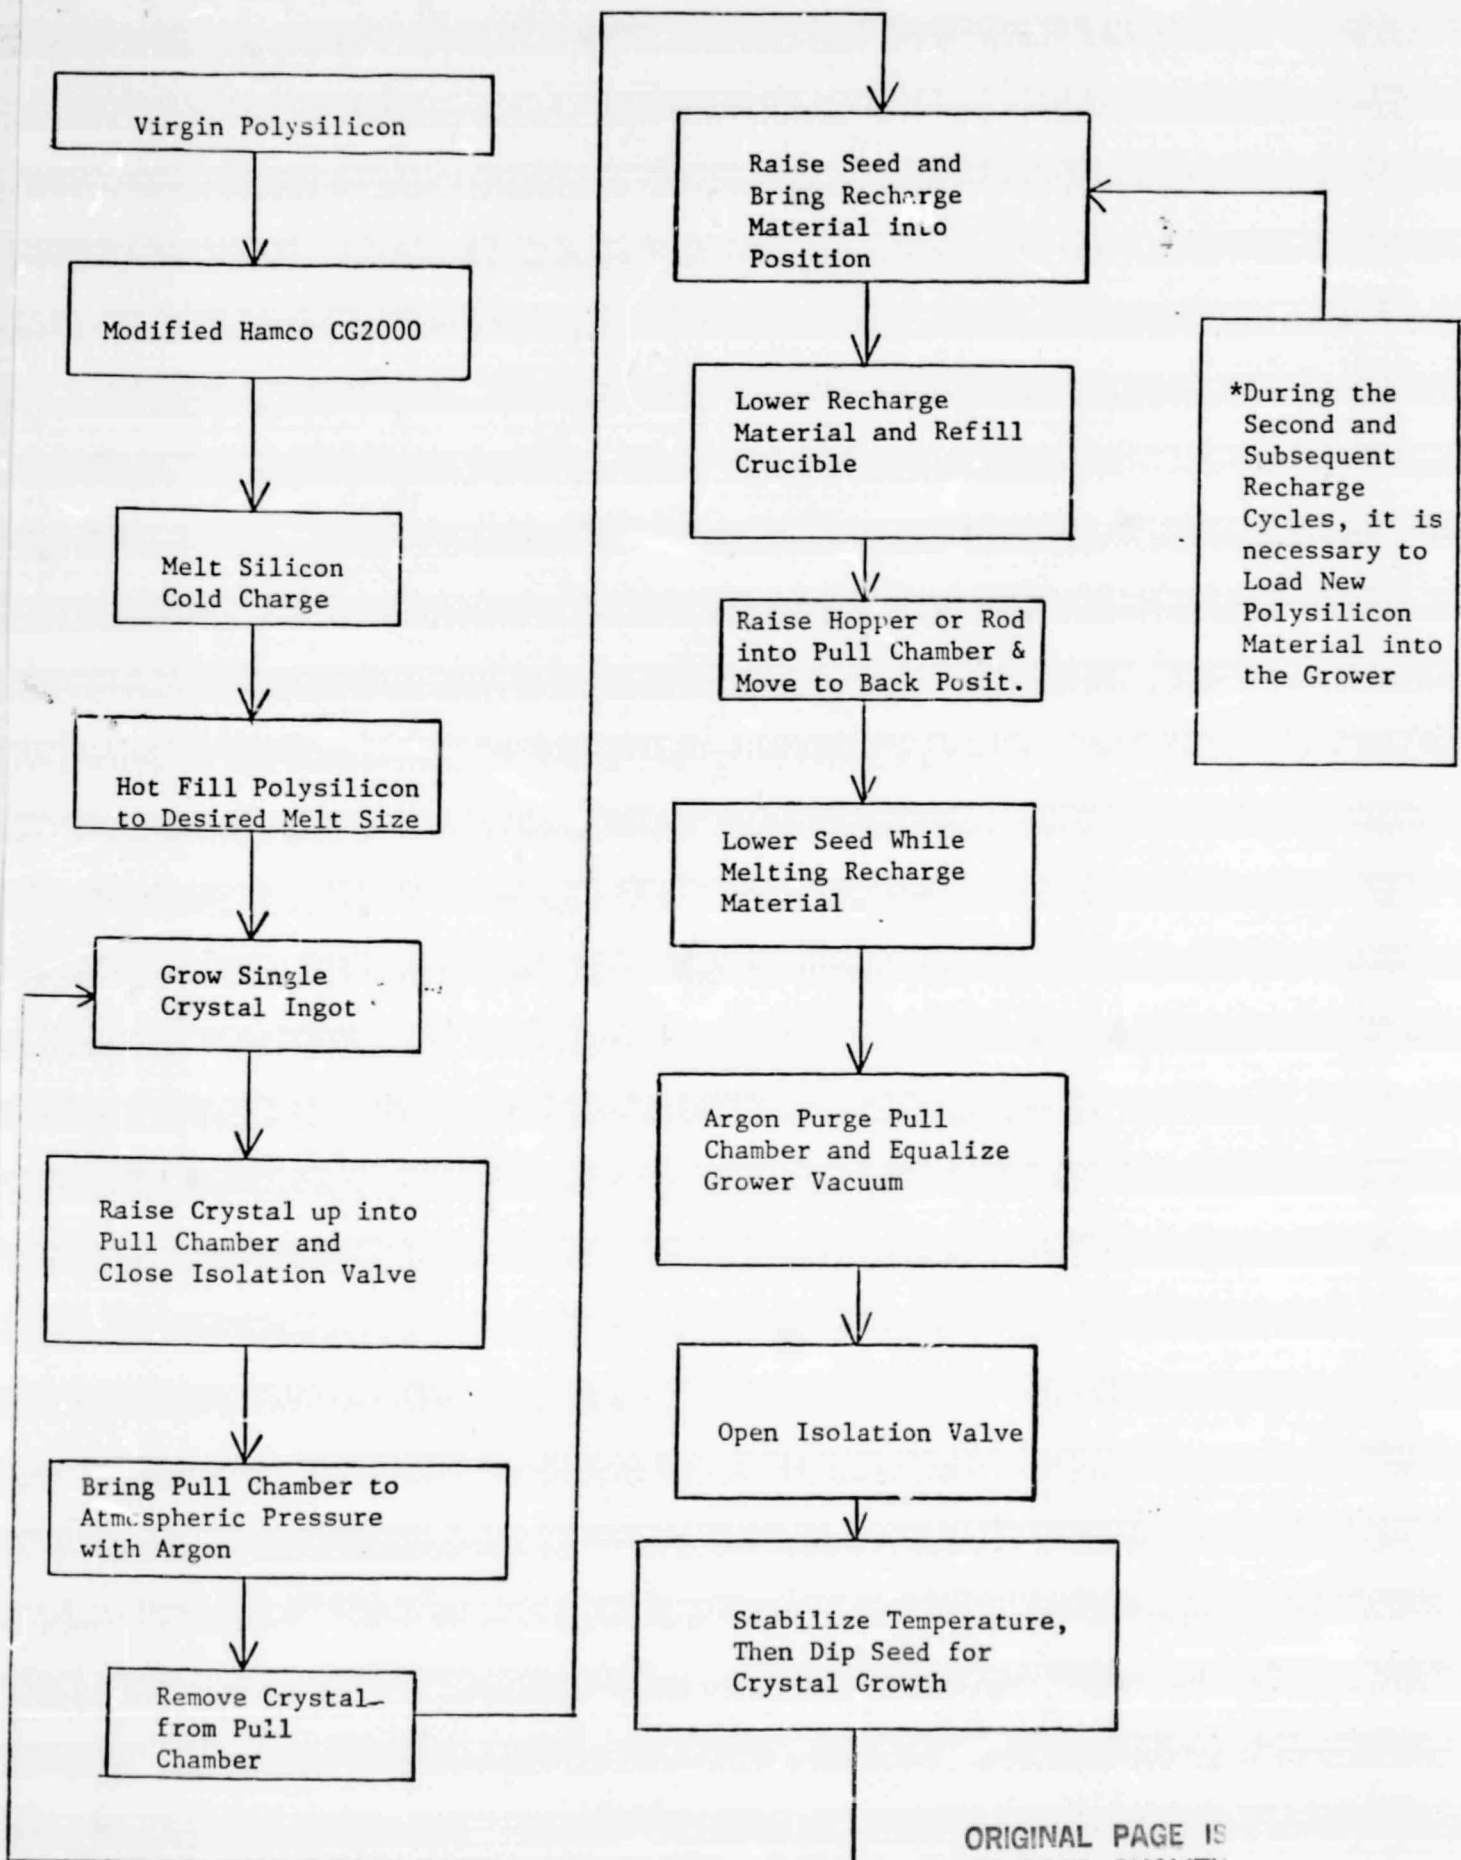 Virgin Polysilicon
Modified Hamco CG2000
Melt Silicon
Cold Charge
Hot Fill Polysilicon
to Desired Melt Size
Grow Single
Crystal Ingot
Raise Crystal up into
Pull Chamber and
Close Isolation Valve
Bring Pull Chamber to
Atmospheric Pressure
with Argon
Remove Crystal
from Pull
Chamber
Raise Seed and
Bring Recharge
Material into
Position
Lower Recharge
Material and Refill
Crucible
Raise Hopper or Rod
into Pull Chamber &
Move to Back Posit.
Lower Seed While
Melting Recharge
Material
Argon Purge Pull
Chamber and Equalize
Grower Vacuum
Open Isolation Valve
Stabilize Temperature,
Then Dip Seed for
Crystal Growth
*During the
Second and
Subsequent
Recharge
Cycles, it is
necessary to
Load New
Polysilicon
Material into
the Grower
ORIGINAL PAGE IS